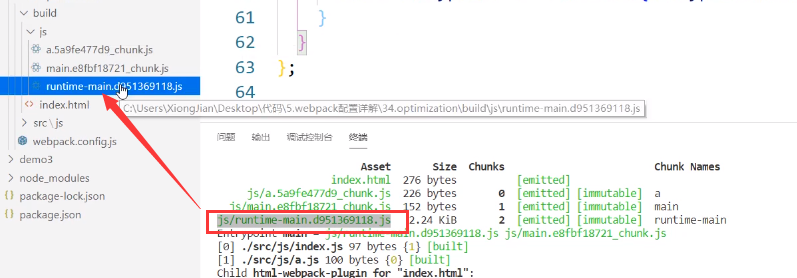 build
js
a.5a9fe477d9_chunk.js
main.e8fbf18721_chunk.js
runtime-main.d951369118.js
index.html
src\js
webpack.config.js
demo3
node_modules
package-lock.json
package.json
61 }
62 }
63 };
64
C:\Users\XiongJian\Desktop\代码\5.webpack配置详解\34.optimization\build\js\runtime-main.d951369118.js
问题 输出 调试控制台 终端
Asset Size Chunks Chunk Names
index.html 276 bytes [emitted]
js/a.5a9fe477d9_chunk.js 226 bytes 0 [emitted] [immutable] a
js/main.e8fbf18721_chunk.js 152 bytes 1 [emitted] [immutable] main
js/runtime-main.d951369118.js 2.24 KiB 2 [emitted] [immutable] runtime-main
Entrypoint main = js/runtime-main.d951369118.js js/main.e8fbf18721_chunk.js
[0] ./src/js/index.js 97 bytes {1} [built]
[1] ./src/js/a.js 100 bytes {0} [built]
Child html-webpack-plugin for "index.html":